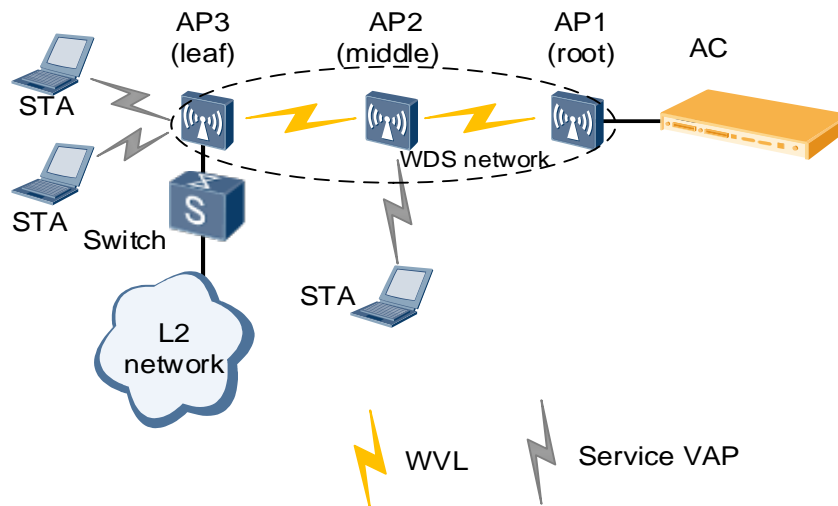 AP3
(leaf)
AP2
(middle)
AP1
(root)
AC
STA
STA
WDS network
S
Switch
STA
L2
network
WVL
Service VAP